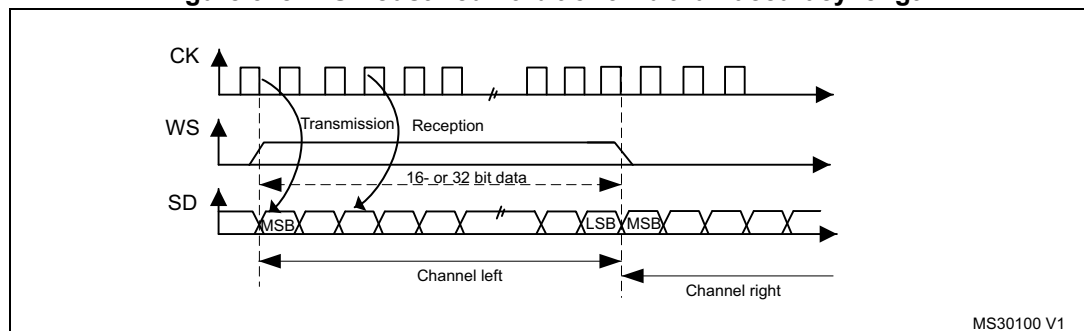 CK
Transmission
Reception
WS
16- or 32 bit data
SD
MSB
LSB
MSB
Channel left
Channel right
MS30100 V1